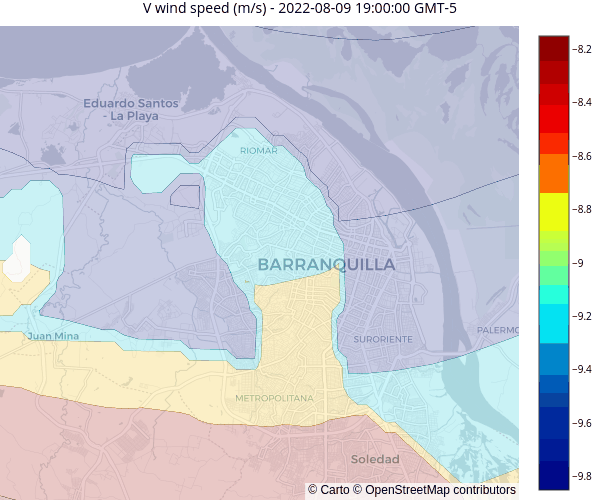 V wind speed (m/s) - 2022-08-09 19:00:00 GMT-5
Eduardo Santos
- La Playa
RIOMAR
BARRANQUILLA
Juan Mina
SURORIENTE
PALERMO
METROPOLITANA
Soledad
© Carto © OpenStreetMap contributors
−8.2
−8.4
−8.6
−8.8
−9
−9.2
−9.4
−9.6
−9.8